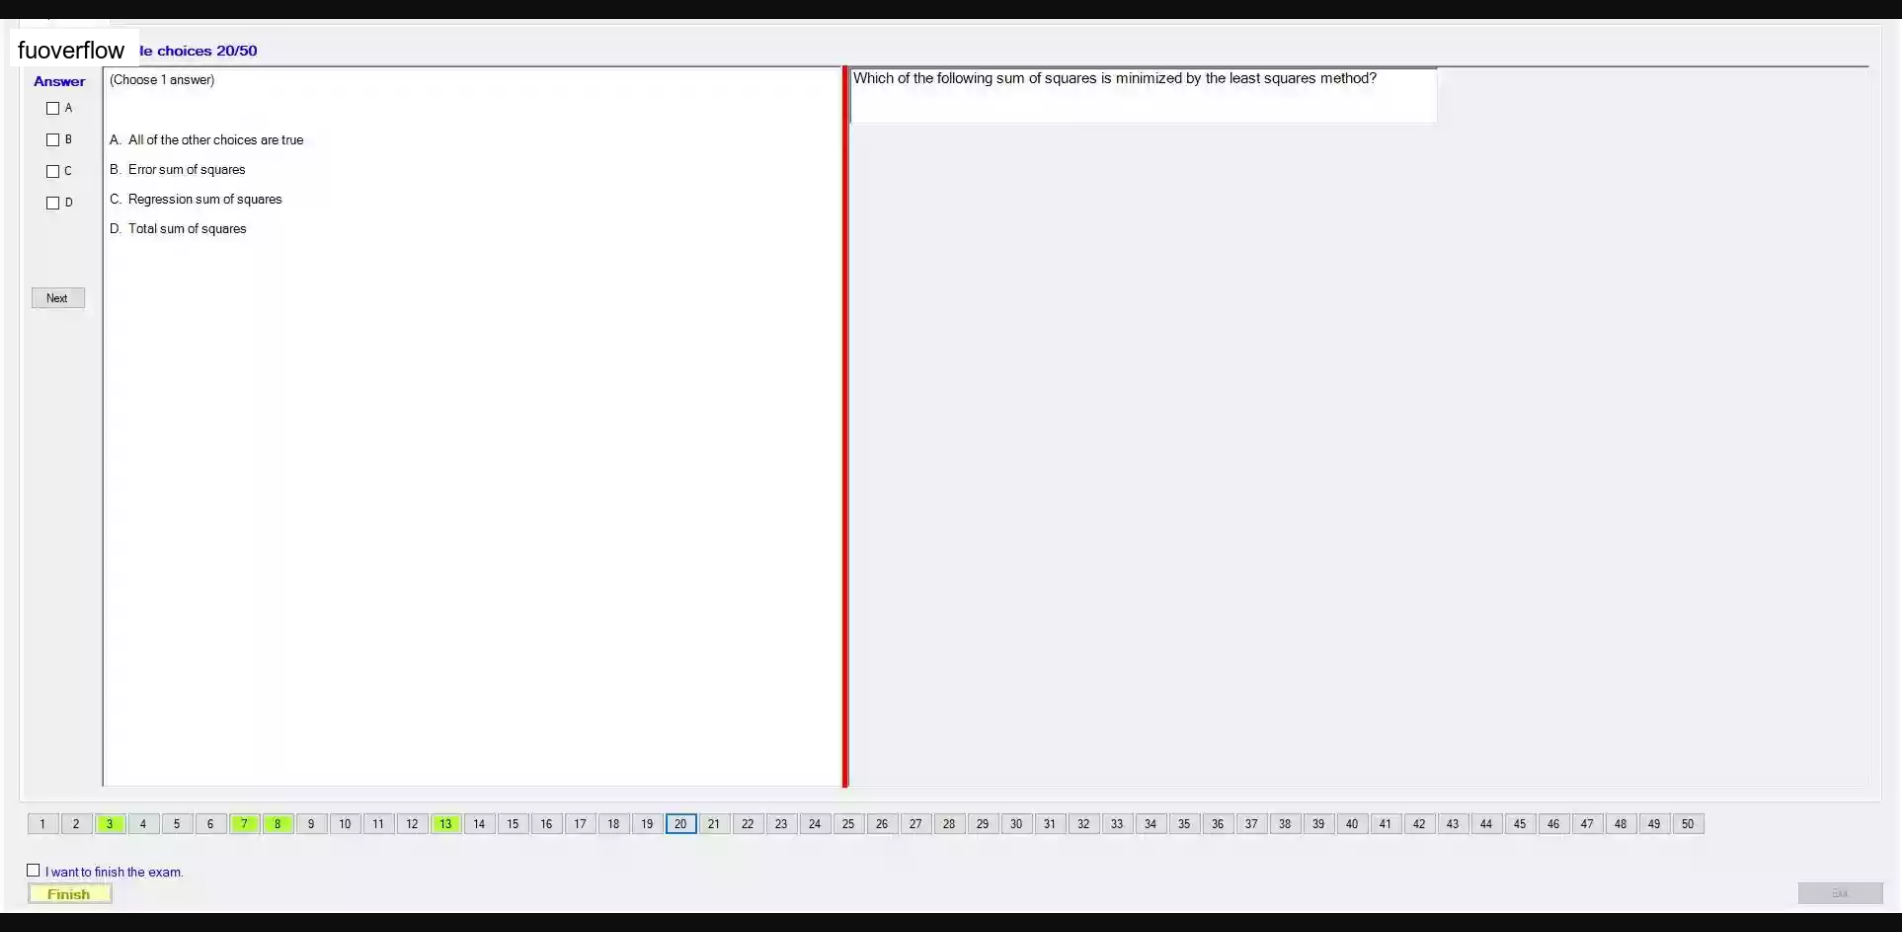 fuoverflow le choices 20/50
Answer
(Choose 1 answer)
A
B
C
D
A. All of the other choices are true
B. Error sum of squares
C. Regression sum of squares
D. Total sum of squares
Next
Which of the following sum of squares is minimized by the least squares method?
1 2 3 4 5 6 7 8 9 10 11 12 13 14 15 16 17 18 19 20 21 22 23 24 25 26 27 28 29 30 31 32 33 34 35 36 37 38 39 40 41 42 43 44 45 46 47 48 49 50
I want to finish the exam.
Finish